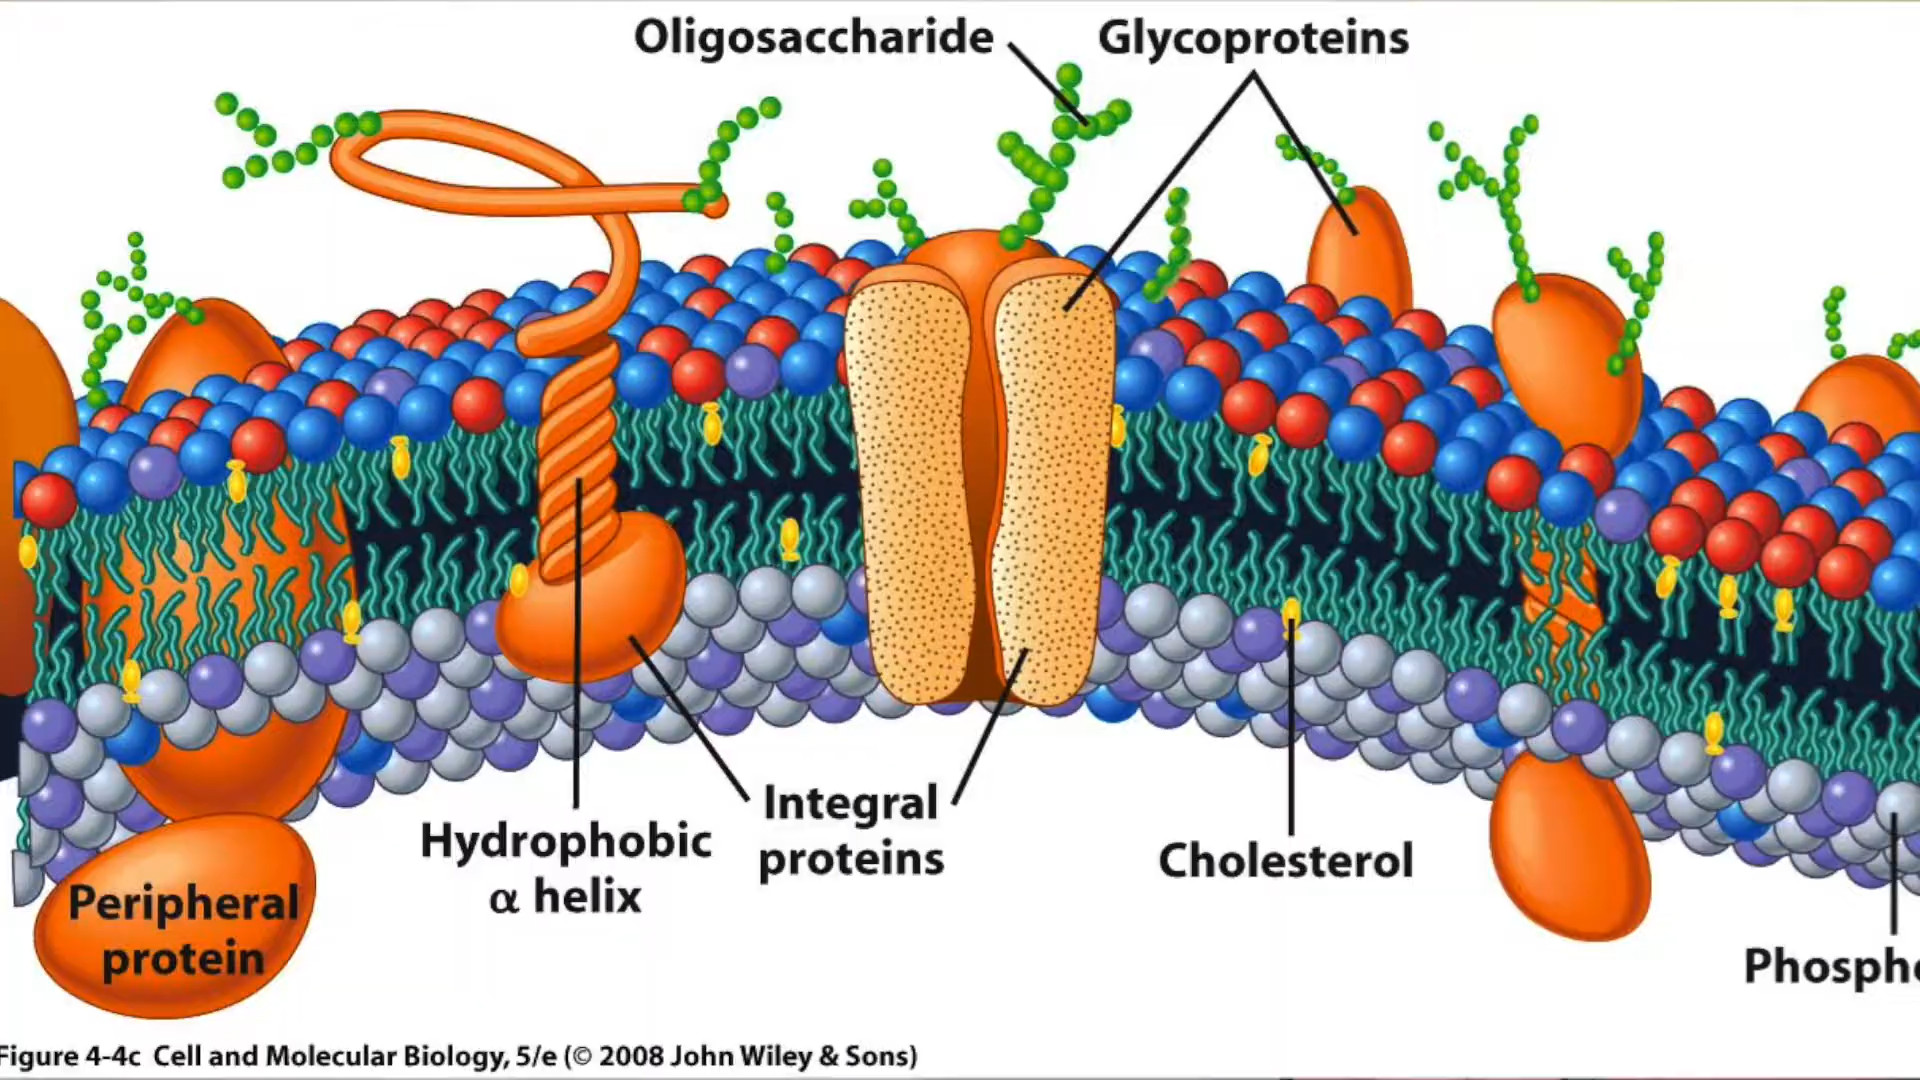 Oligosaccharide
Glycoproteins
Hydrophobic
α helix
Integral
proteins
Cholesterol
Peripheral
protein
Figure 4-4c Cell and Molecular Biology, 5/e (© 2008 John Wiley & Sons)